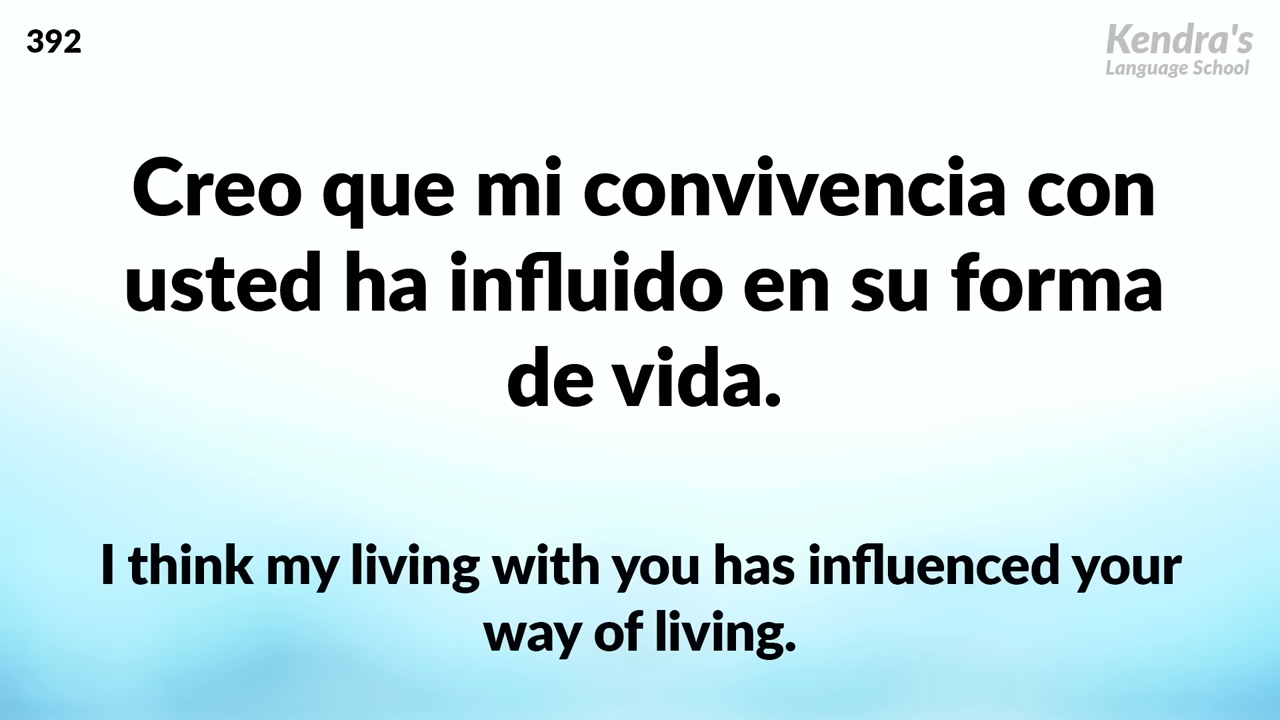 392
Kendra's
Language School
Creo que mi convivencia con
usted ha influido en su forma
de vida.
I think my living with you has influenced your
way of living.